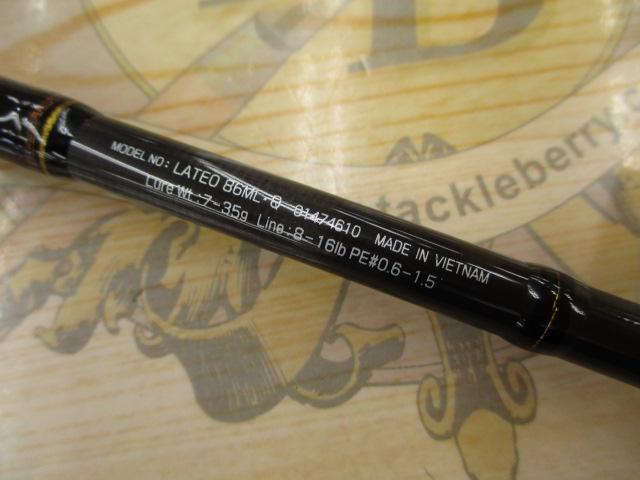 MODEL NO: LATEO 86ML・Q 01474610 MADE IN VIETNAM
Lure Wt.:7-35g Line:8-16lb PE#0.6-1.5
tackleberry.c
B